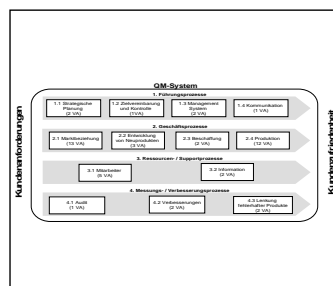 QM-System
Kundenanforderungen
1. Führungsprozesse
1.1 Strategische
Planung
(2 VA)
1.2 Zielvereinbarung
und Kontrolle
(1VA)
1.3 Management
System
(2 VA)
1.4 Kommunikation
(1 VA)
2. Geschäftsprozesse
2.1 Marktbeziehung
(13 VA)
2.2 Entwicklung
von Neuprodukten
(3 VA)
2.3 Beschaffung
(2 VA)
2.4 Produktion
(12 VA)
3. Ressourcen- / Supportprozesse
3.1 Mitarbeiter
(6 VA)
3.2 Information
(2 VA)
4. Messungs- / Verbesserungsprozesse
4.1 Audit
(1 VA)
4.2 Verbesserungen
(2 VA)
4.3 Lenkung
fehlerhafter Produkte
(2 VA)
Kundenzufriedenheit